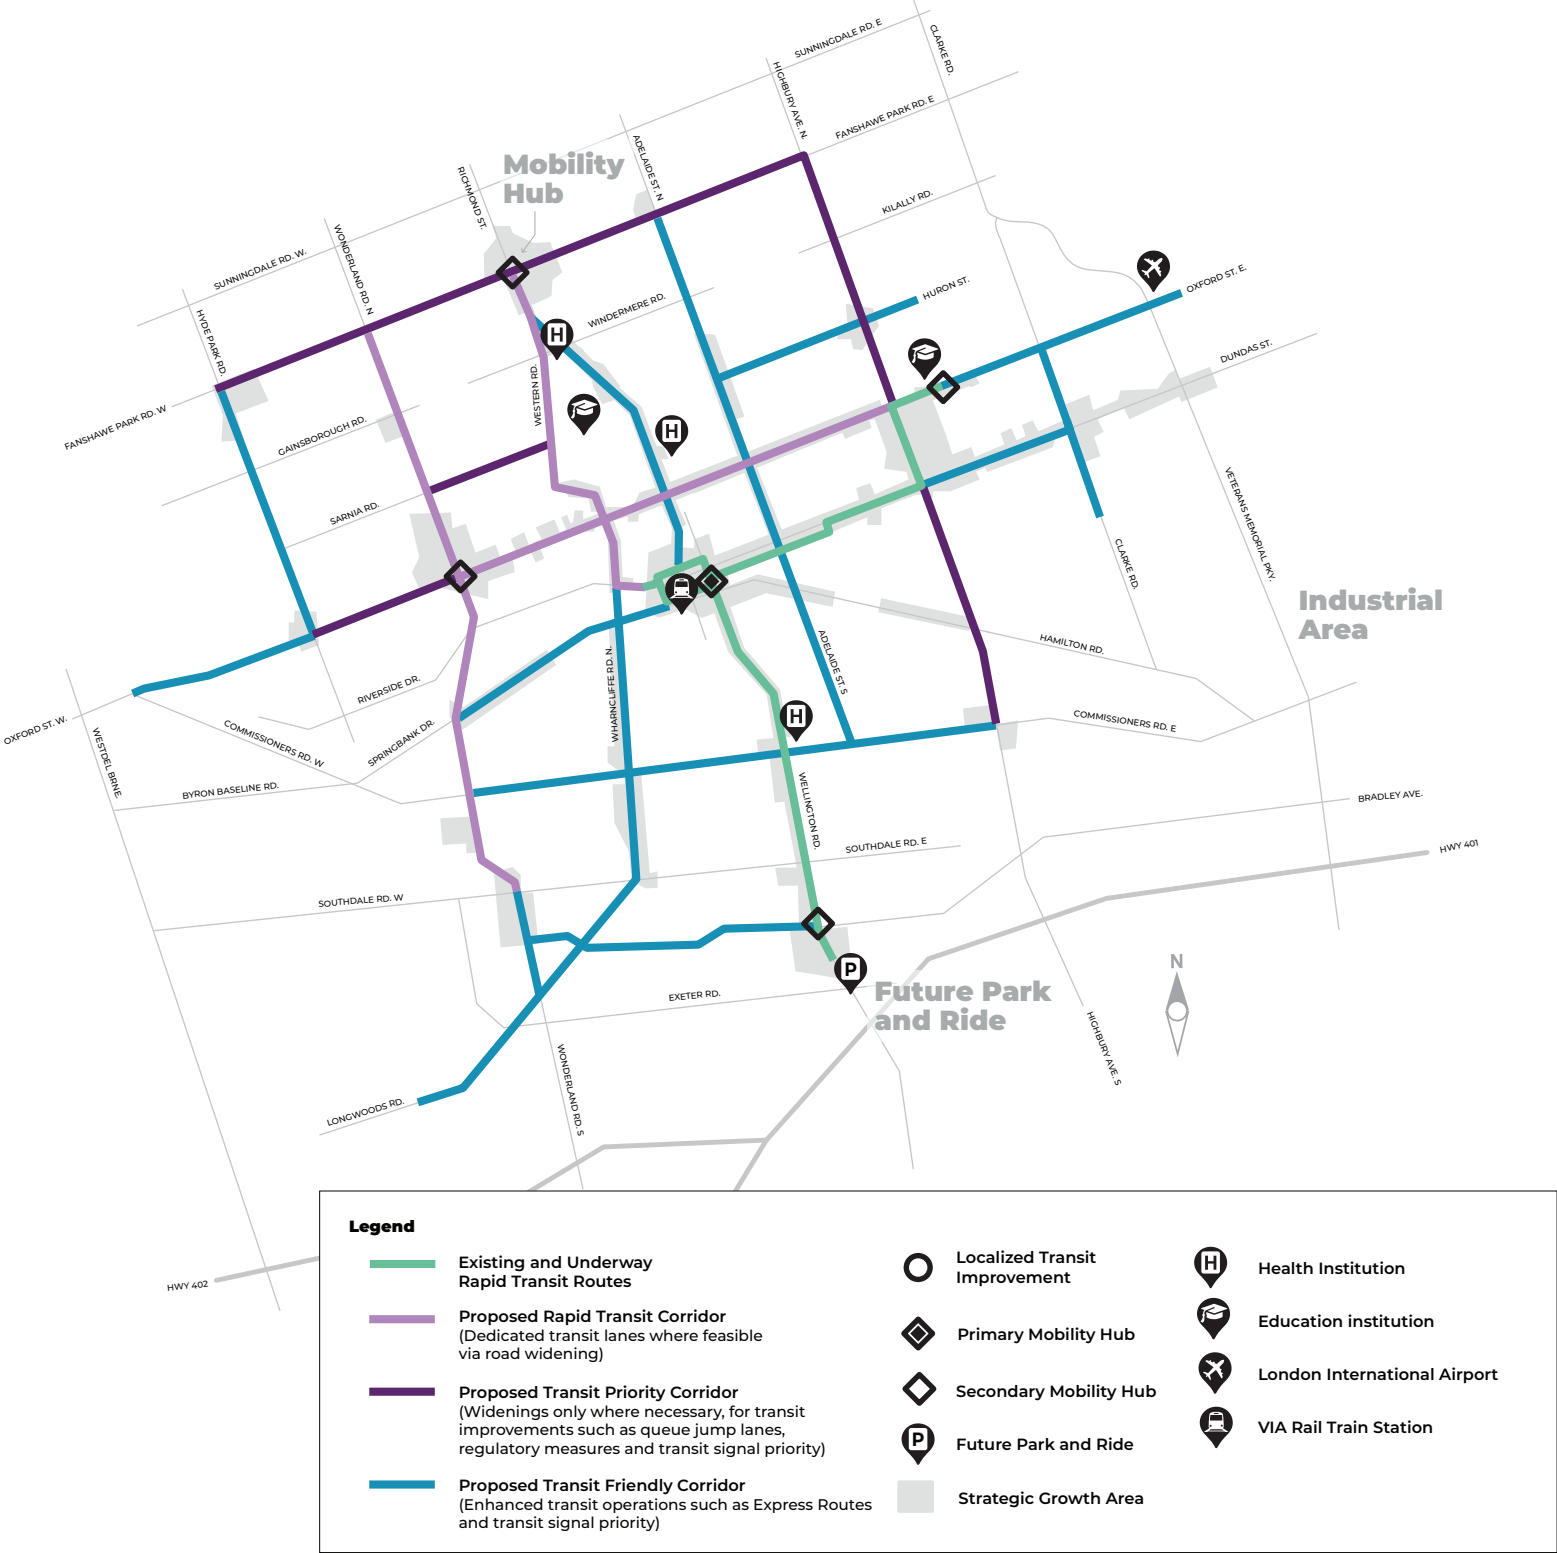 SUNNINGDALE RD. E
CLARKE RD.
HIGHBURY AVE. N.
FANSHAWE PARK RD. E
ADELAIDE ST. N
Mobility
Hub
RICHMOND ST.
KILALLY RD.
WONDERLAND RD. N
SUNNINGDALE RD. W.
OXFORD ST. E.
HURON ST.
HYDE PARK RD.
WINDERMERE RD.
H
DUNDAS ST.
WESTERN RD.
FANSHAWE PARK RD. W
GAINSBOROUGH RD.
H
SARNIA RD.
VETERANS MEMORIAL PKY.
CLARKE RD.
Industrial
Area
HAMILTON RD.
ADELAIDE ST. S
WHARNCLIFFE RD. N.
RIVERSIDE DR.
H
COMMISSIONERS RD. E
OXFORD ST. W.
WESTDEL BRNE.
COMMISSIONERS RD. W
SPRINGBANK DR.
BYRON BASELINE RD.
WELLINGTON RD.
BRADLEY AVE.
SOUTHDALE RD. E
HWY 401
SOUTHDALE RD. W
P
N
EXETER RD.
Future Park
and Ride
HIGHBURY AVE. S
WONDERLAND RD. S
LONGWOODS RD.
HWY 402
Legend
Existing and Underway
Rapid Transit Routes
Proposed Rapid Transit Corridor
(Dedicated transit lanes where feasible
via road widening)
Proposed Transit Priority Corridor
(Widenings only where necessary, for transit
improvements such as queue jump lanes,
regulatory measures and transit signal priority)
Proposed Transit Friendly Corridor
(Enhanced transit operations such as Express Routes
and transit signal priority)
Localized Transit
Improvement
Primary Mobility Hub
Secondary Mobility Hub
P
Future Park and Ride
Strategic Growth Area
H
Health Institution
Education institution
London International Airport
VIA Rail Train Station